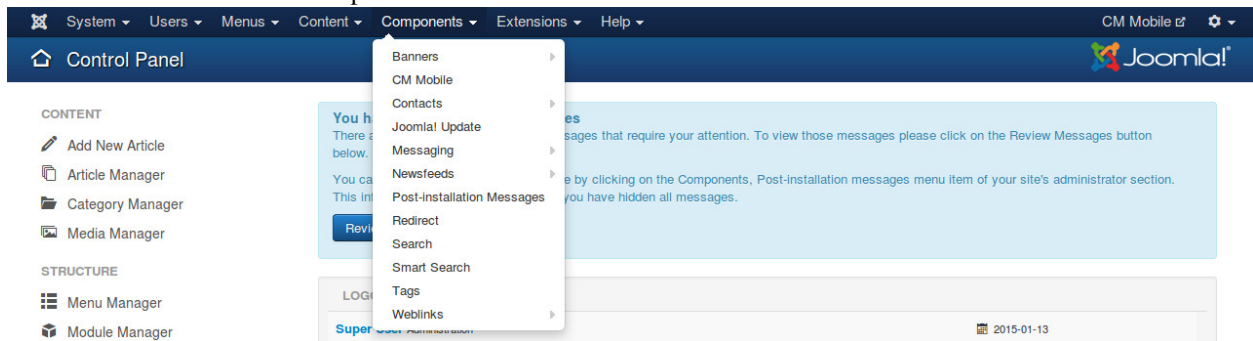 System Users Menus Content Components Extensions Help CM Mobile
Control Panel
Joomla!
Banners
CM Mobile
Contacts
Joomla! Update
Messaging
Newsfeeds
Post-installation Messages
Redirect
Search
Smart Search
Tags
Weblinks
CONTENT
Add New Article
Article Manager
Category Manager
Media Manager
STRUCTURE
Menu Manager
Module Manager
You h es
There a sages that require your attention. To view those messages please click on the Review Messages button
below.
You ca e by clicking on the Components, Post-installation messages menu item of your site's administrator section.
This in you have hidden all messages.
Revie
LOG
Super User Administration 2015-01-13